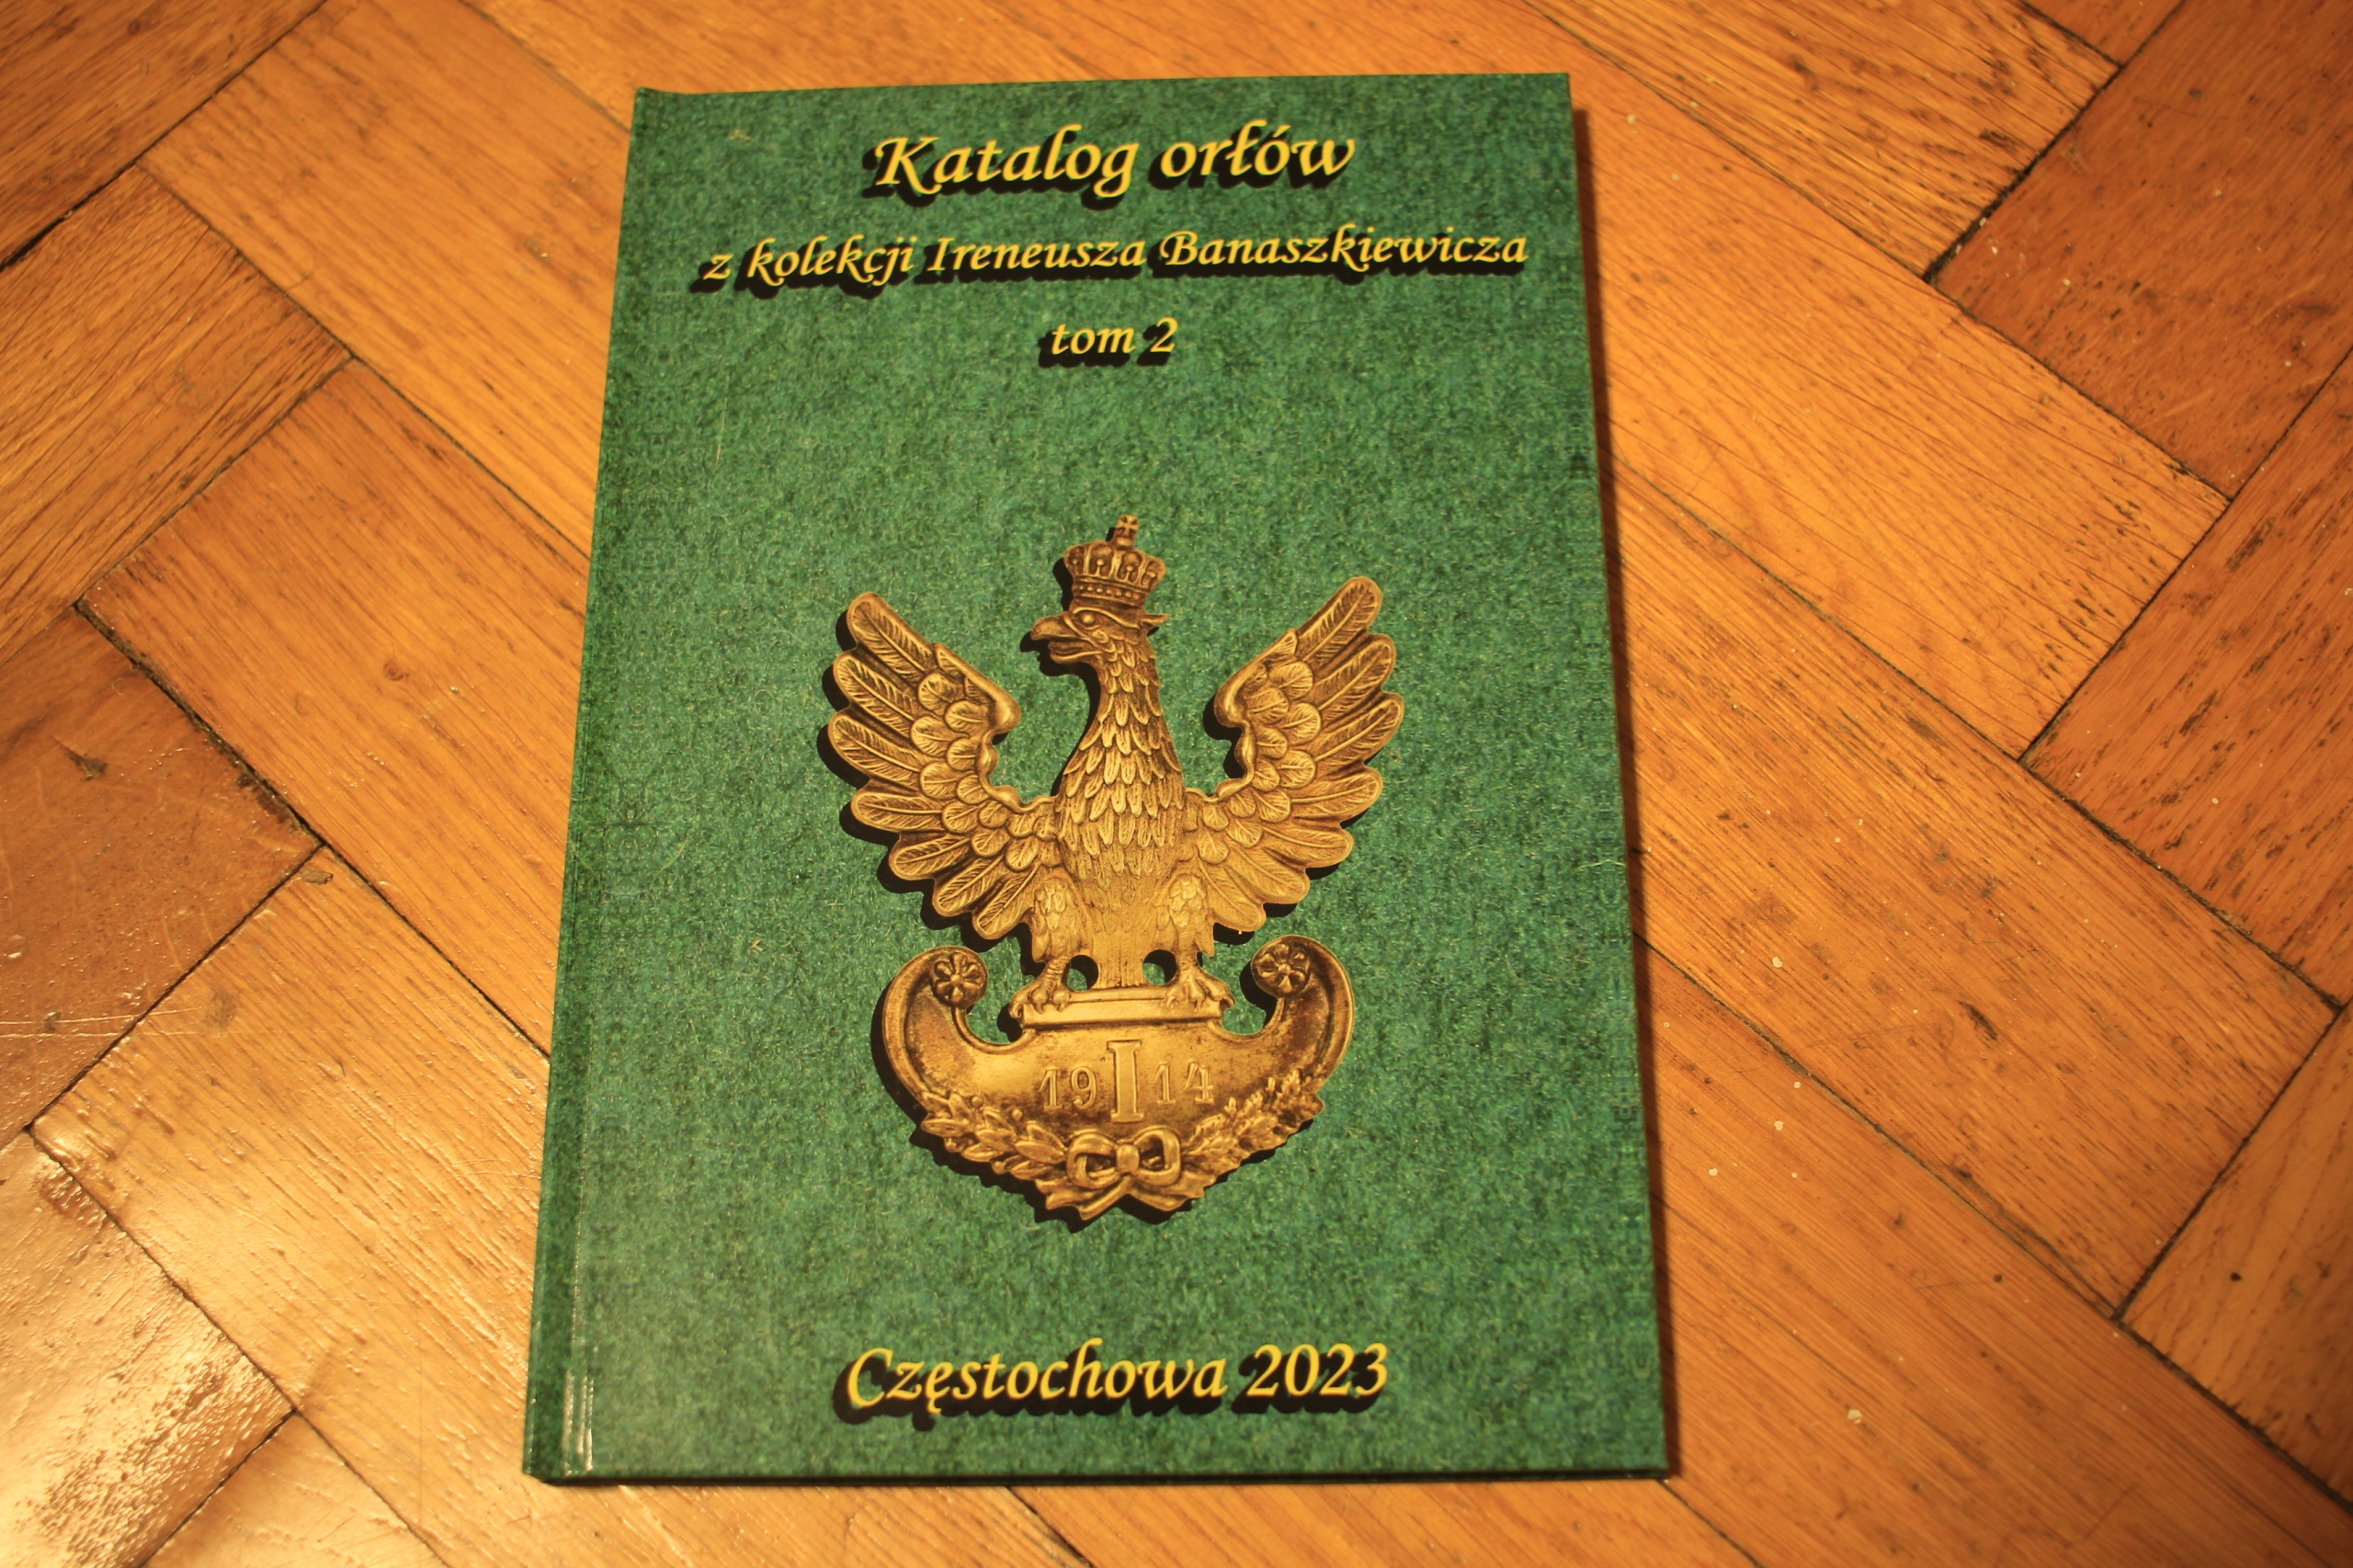 Katalog orłów
z kolekcji Ireneusza Banaszkiewicza
tom 2
19 I 14
Częstochowa 2023